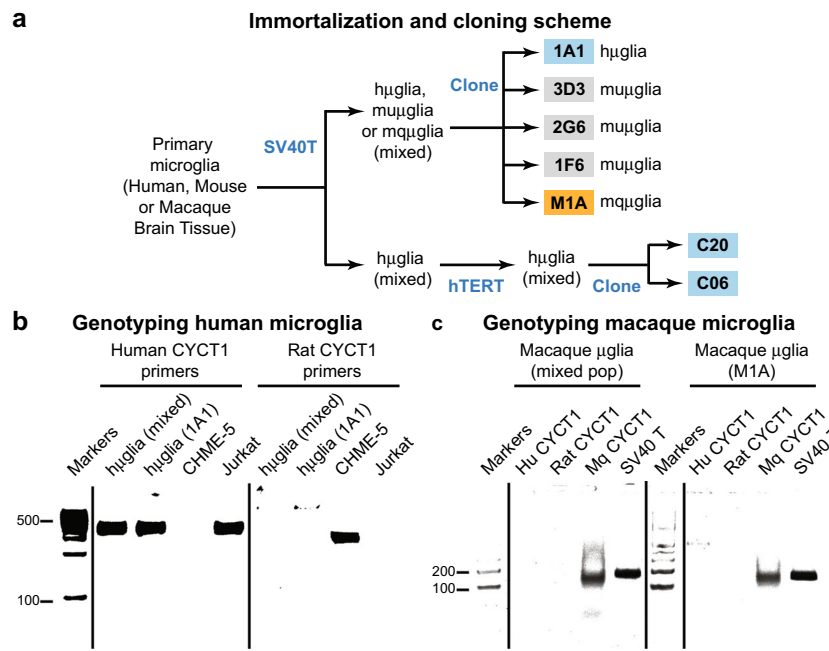 a
Immortalization and cloning scheme
Primary
microglia
(Human, Mouse
or Macaque
Brain Tissue)
SV40T
hμglia,
muμglia
or mqμglia
(mixed)
Clone
1A1 hμglia
3D3 muμglia
2G6 muμglia
1F6 muμglia
M1A mqμglia
hμglia
(mixed)
hTERT
hμglia
(mixed)
Clone
C20
C06
b
Genotyping human microglia
Human CYCT1
primers
Rat CYCT1
primers
Markers
hμglia (mixed)
hμglia (1A1)
CHME-5
Jurkat
hμglia (mixed)
hμglia (1A1)
CHME-5
Jurkat
500
100
c
Genotyping macaque microglia
Macaque μglia
(mixed pop)
Macaque μglia
(M1A)
Markers
Hu CYCT1
Rat CYCT1
Mq CYCT1
SV40 T
Markers
Hu CYCT1
Rat CYCT1
Mq CYCT1
SV40 T
200
100